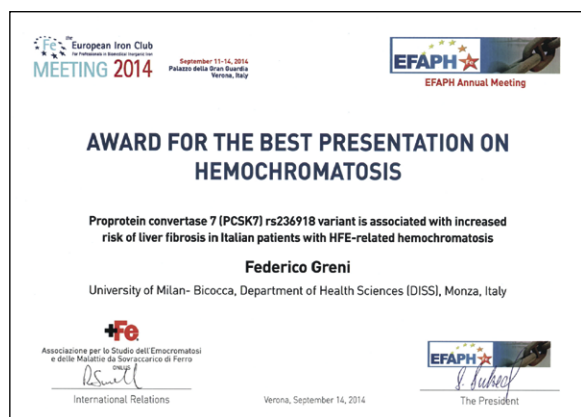 the European Iron Club
The Professionals in Biomedical Inorganic Iron
MEETING 2014
September 11-14, 2014
Palazzo della Gran Guardia
Verona, Italy
EFAPH
EFAPH Annual Meeting
AWARD FOR THE BEST PRESENTATION ON
HEMOCHROMATOSIS
Proprotein convertase 7 (PCSK7) rs236918 variant is associated with increased
risk of liver fibrosis in Italian patients with HFE-related hemochromatosis
Federico Greni
University of Milan- Bicocca, Department of Health Sciences (DISS), Monza, Italy
+Fe
Associazione per lo Studio dell'Emocromatosi
e delle Malattie da Sovraccarico di Ferro
ONLUS
International Relations
Verona, September 14, 2014
EFAPH
The President